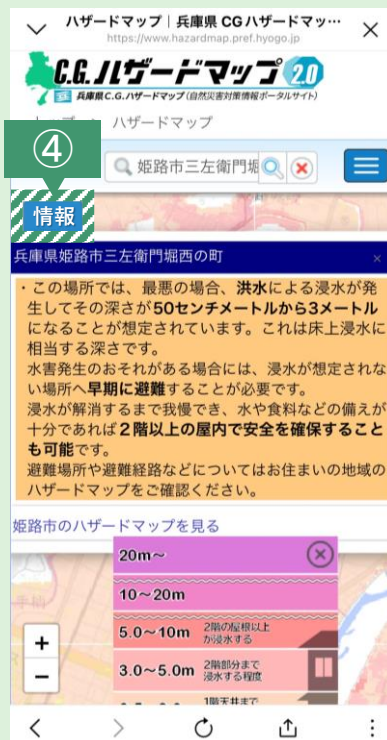 ハザードマップ｜兵庫県 CGハザードマッ…
https://www.hazardmap.pref.hyogo.jp
C.G.ハザードマップ2.0
兵庫県C.G.ハザードマップ(自然災害対策情報ポータルサイト)
ハザードマップ
④
姫路市三左衛門堀
情報
兵庫県姫路市三左衛門堀西の町
・この場所では、最悪の場合、洪水による浸水が発
生してその深さが50センチメートルから3メートル
になることが想定されています。これは床上浸水に
相当する深さです。
水害発生のおそれがある場合には、浸水が想定されな
い場所へ早期に避難することが必要です。
浸水が解消するまで我慢でき、水や食料などの備えが
十分であれば２階以上の屋内で安全を確保すること
も可能です。
避難場所や避難経路などについてはお住まいの地域の
ハザードマップをご確認ください。
姫路市のハザードマップを見る
20m～
10～20m
5.0～10m 2階の屋根以上
が浸水する
3.0～5.0m 2階部分まで
浸水する程度
1階天井まで
手柄